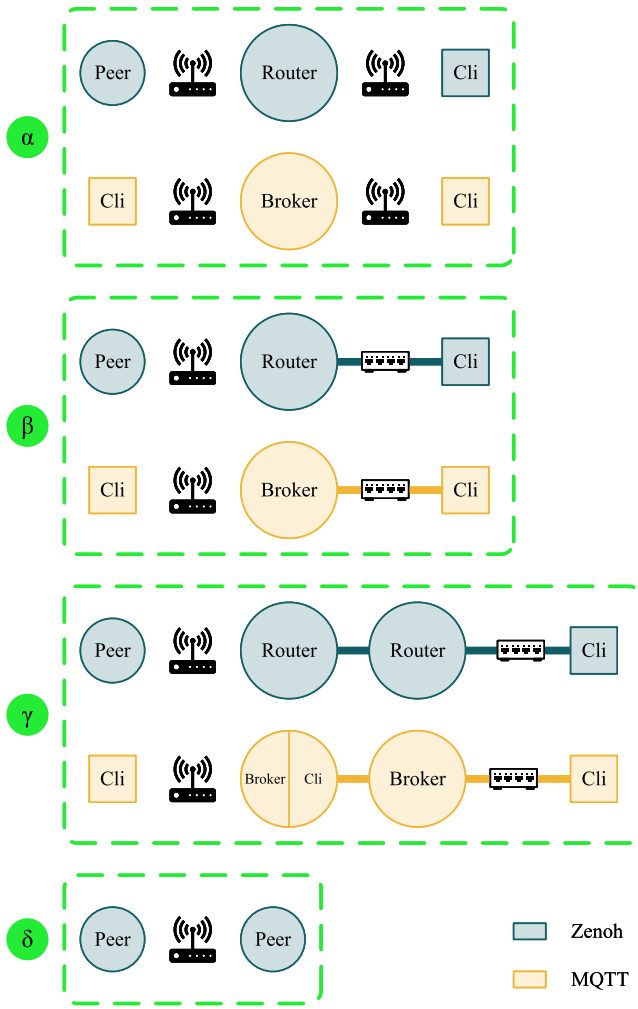 Peer Router Cli
α
Cli Broker Cli
Peer Router Cli
β
Cli Broker Cli
Peer Router Router Cli
γ
Cli Broker Cli Broker Cli
δ Peer Peer
Zenoh
MQTT